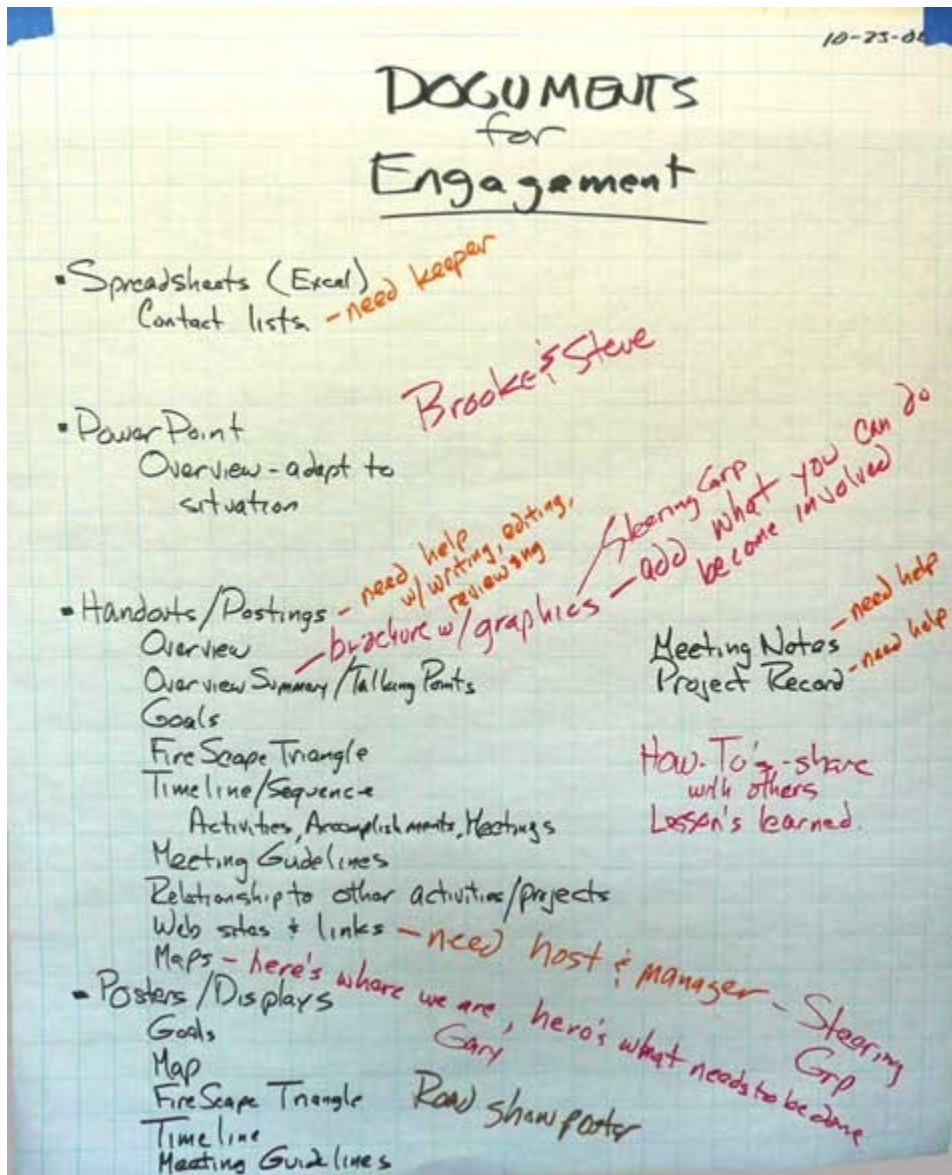 DOCUMENTS
for
Engagement
▪ Spreadsheets (Excel)
Contact lists. - need keeper
Brooke & Steve
▪ PowerPoint
Overview - adapt to
situation
▪ Handouts/Postings - need help
w/writing, editing,
reviewing
Overview
Overview Summary/Talking Points - brochure w/graphics - add what you can do
become involved
Steering Garp
Goals
FireScape Triangle
Timeline/Sequence
Activities, Accomplishments, Meetings
Meeting Guidelines
Relationship to other activities/projects
Web sites & links - need host & manager - Steering
Grp
Maps - here's where we are, here's what needs to be done
Gary
Meeting Notes - need help
Project Record - need help
How-To's - share
with others
Lesson's learned.
▪ Posters/Displays
Goals
Map
FireScape Triangle
Timeline
Meeting Guidelines
Road show poster